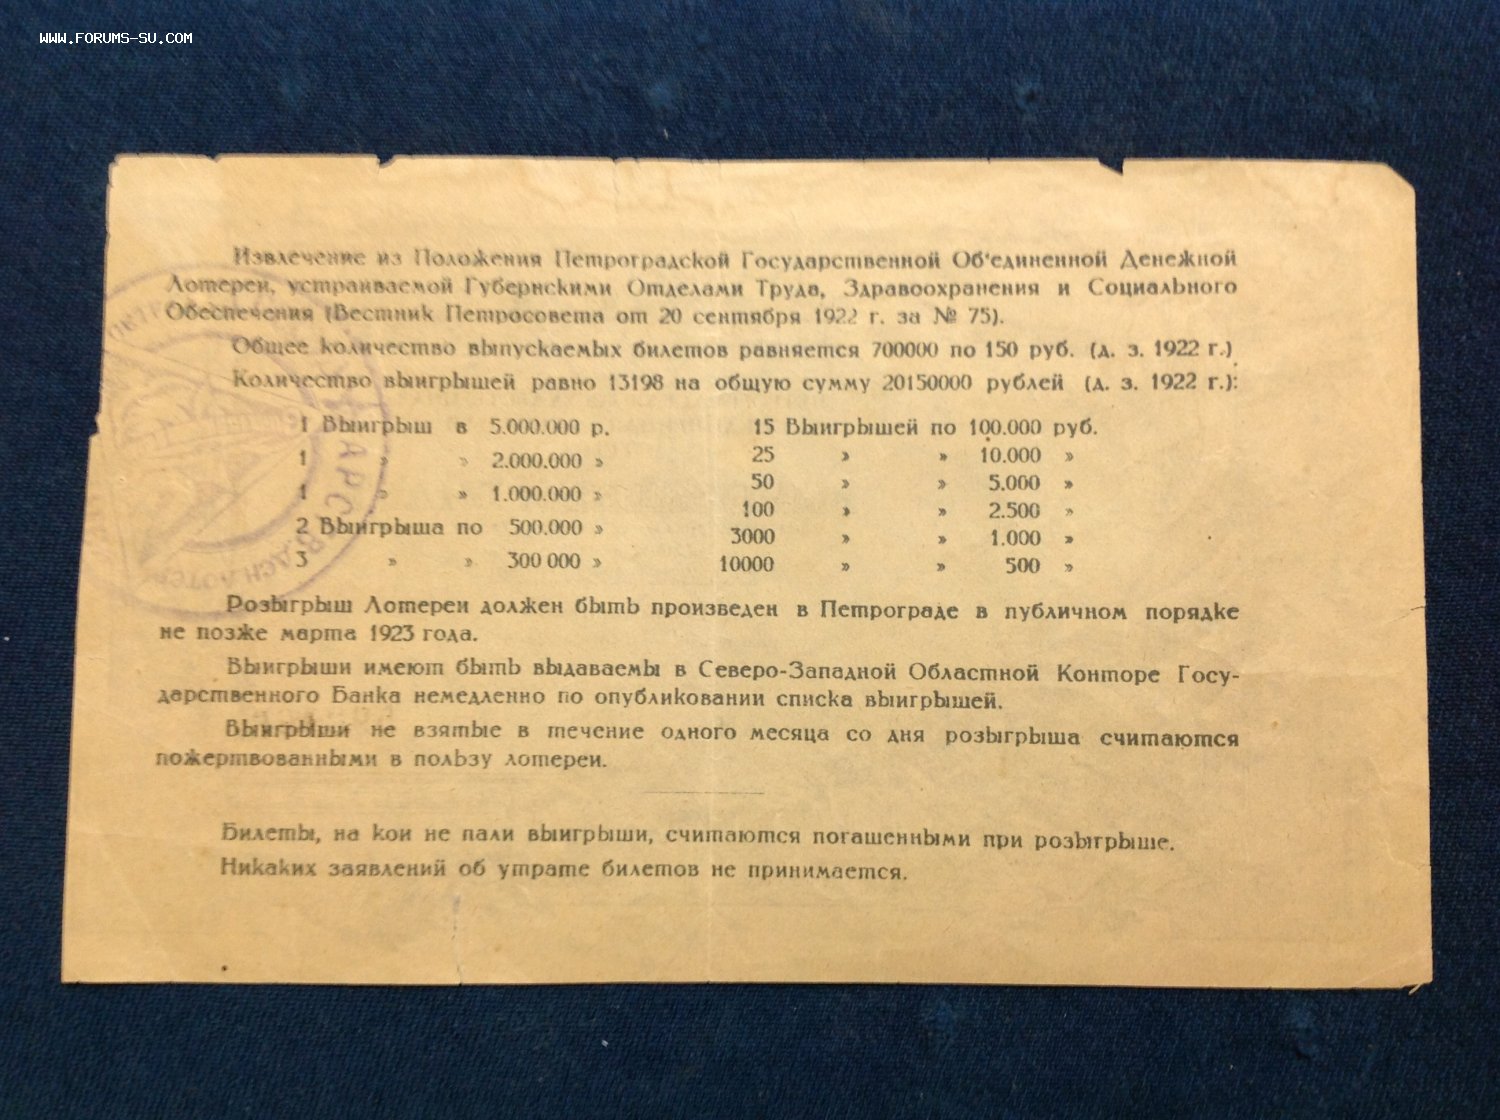 www.forums-su.com
Извлечение из Положения Петроградской Государственной Об'единенной Денежной
Лотереи, устраиваемой Губернскими Отделами Труда, Здравоохранения и Социального
Обеспечения (Вестник Петросовета от 20 сентября 1922 г. за № 75).
Общее количество выпускаемых билетов равняется 700000 по 150 руб. (д. з. 1922 г.)
Количество выигрышей равно 13198 на общую сумму 20150000 рублей (д. з. 1922 г.):
1 Выигрыш в 5.000.000 р.
1 » » 2.000.000 »
1 » » 1.000.000 »
2 Выигрыша по 500.000 »
3 » » 300 000 »
15 Выигрышей по 100.000 руб.
25 » » 10.000 »
50 » » 5.000 »
100 » » 2.500 »
3000 » » 1.000 »
10000 » » 500 »
Розыгрыш Лотереи должен быть произведен в Петрограде в публичном порядке
не позже марта 1923 года.
Выигрыши имеют быть выдаваемы в Северо-Западной Областной Конторе Госу-
дарственного Банка немедленно по опубликовании списка выигрышей.
Выигрыши не взятые в течение одного месяца со дня розыгрыша считаются
пожертвованными в пользу лотереи.
Билеты, на кои не пали выигрыши, считаются погашенными при розыгрыше.
Никаких заявлений об утрате билетов не принимается.